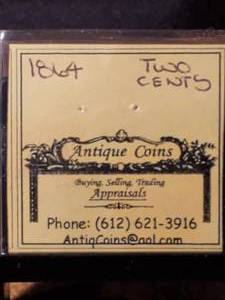 1864 TWO
CENTS
Antique Coins
Buying, Selling, Trading
Appraisals
Phone: (612) 621-3916
AntiqCoins@aol.com